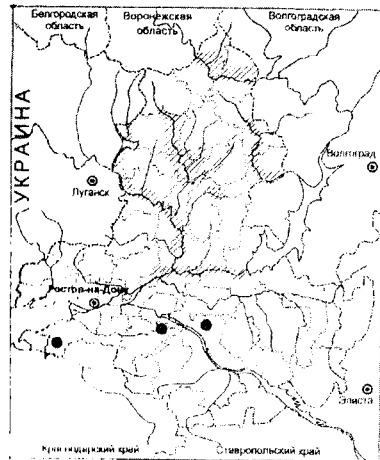 Белгородская
область
Воронежская
область
Волгоградская
область
УКРАИНА
Волгоград
Луганск
Ростов-на-Дону
Элиста
Краснодарский край
Ставропольский край